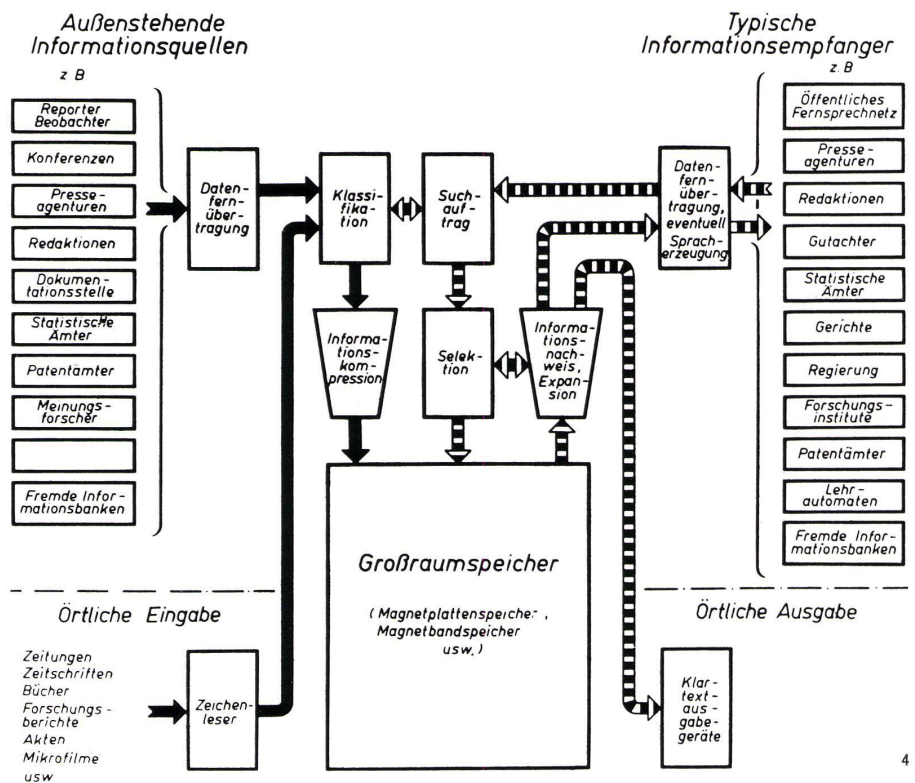 Außenstehende
Informationsquellen
z B
Reporter
Beobachter
Konferenzen
Presse-
agenturen
Redaktionen
Dokumen-
tationsstelle
Statistische
Ämter
Patentämter
Meinungs-
forscher
Fremde Infor-
mationsbanken
Daten-
fern-
über-
tragung
Klassi-
fika-
tion
Such-
auf-
trag
Informa-
tions-
kom-
pression
Selek-
tion
Informa-
tions-
nach-
weis,
Expan-
sion
Daten-
fern-
über-
tragung,
eventuell
Sprach-
erzeugung
Typische
Informationsempfanger
z. B
Öffentliches
Fernsprechnetz
Presse-
agenturen
Redaktionen
Gutachter
Statistische
Ämter
Gerichte
Regierung
Forschungs-
institute
Patentämter
Lehr-
automaten
Fremde Infor-
mationsbanken
Großraumspeicher
(Magnetplattenspeicher,
Magnetbandspeicher
usw.)
Örtliche Eingabe
Zeitungen
Zeitschriften
Bücher
Forschungs-
berichte
Akten
Mikrofilme
usw
Zeichen-
leser
Örtliche Ausgabe
Klar-
text-
aus-
gabe-
geräte
4